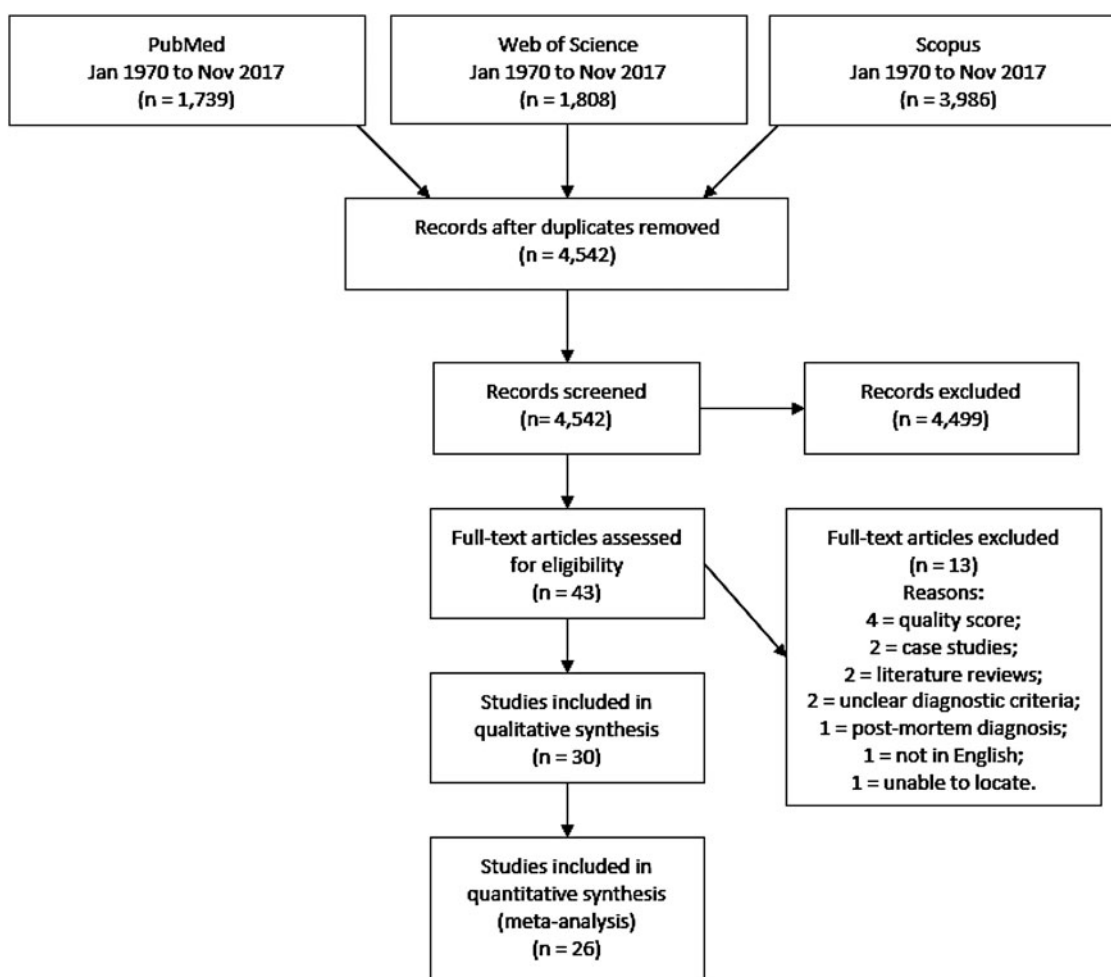 PubMed
Jan 1970 to Nov 2017
(n = 1,739)
Web of Science
Jan 1970 to Nov 2017
(n = 1,808)
Scopus
Jan 1970 to Nov 2017
(n = 3,986)
Records after duplicates removed
(n = 4,542)
Records screened
(n= 4,542)
Records excluded
(n = 4,499)
Full-text articles assessed
for eligibility
(n = 43)
Full-text articles excluded
(n = 13)
Reasons:
4 = quality score;
2 = case studies;
2 = literature reviews;
2 = unclear diagnostic criteria;
1 = post-mortem diagnosis;
1 = not in English;
1 = unable to locate.
Studies included in
qualitative synthesis
(n = 30)
Studies included in
quantitative synthesis
(meta-analysis)
(n = 26)